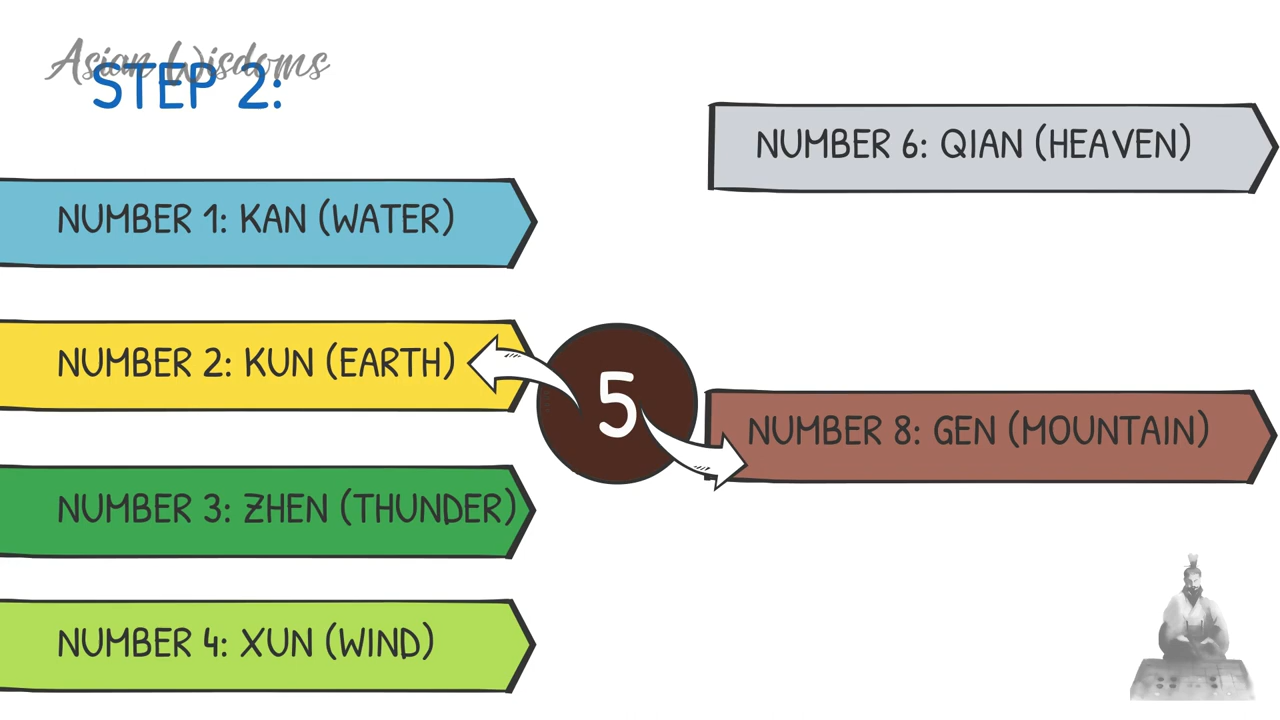 Asian Wisdoms
STEP 2:
NUMBER 1: KAN (WATER)
NUMBER 2: KUN (EARTH)
NUMBER 3: ZHEN (THUNDER)
NUMBER 4: XUN (WIND)
5
NUMBER 6: QIAN (HEAVEN)
NUMBER 8: GEN (MOUNTAIN)